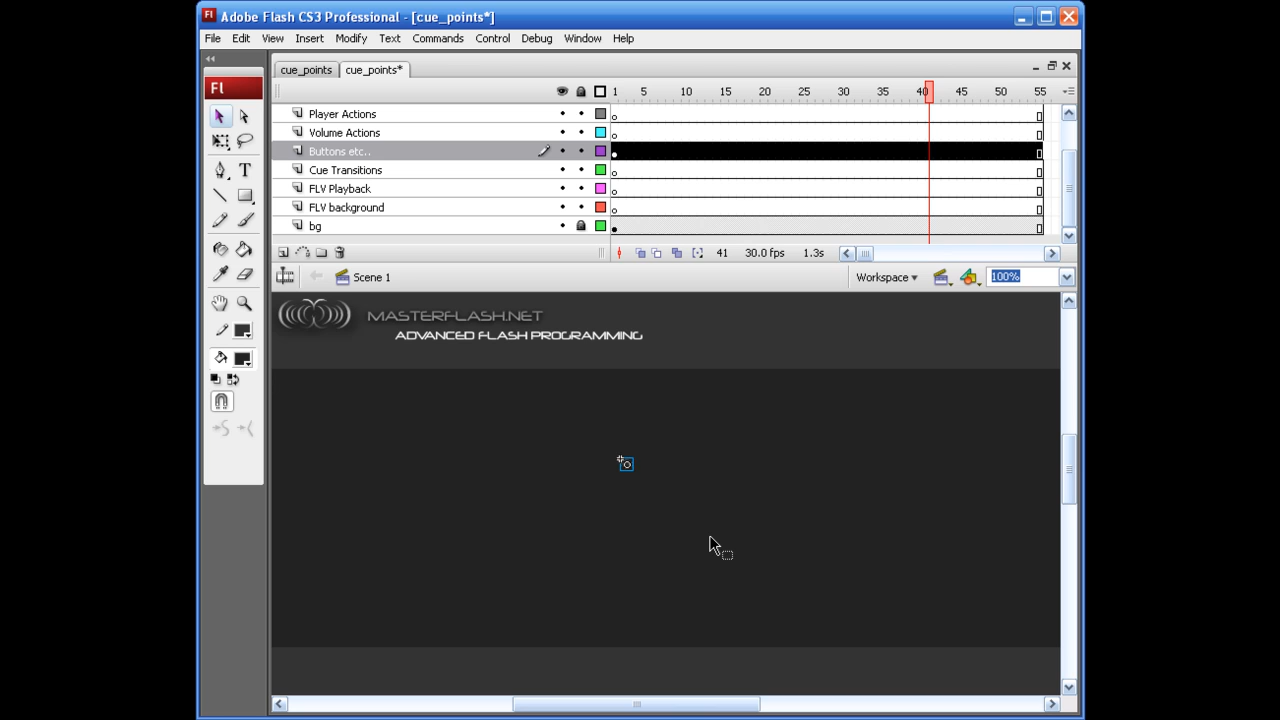 Fl Adobe Flash CS3 Professional - [cue_points*]
File Edit View Insert Modify Text Commands Control Debug Window Help
cue_points cue_points*
Fl
1 5 10 15 20 25 30 35 40 45 50 55
Player Actions
Volume Actions
Buttons etc..
Cue Transitions
FLV Playback
FLV background
bg
41 30.0 fps 1.3s
Scene 1 Workspace 100%
MASTERFLASH.NET
ADVANCED FLASH PROGRAMMING